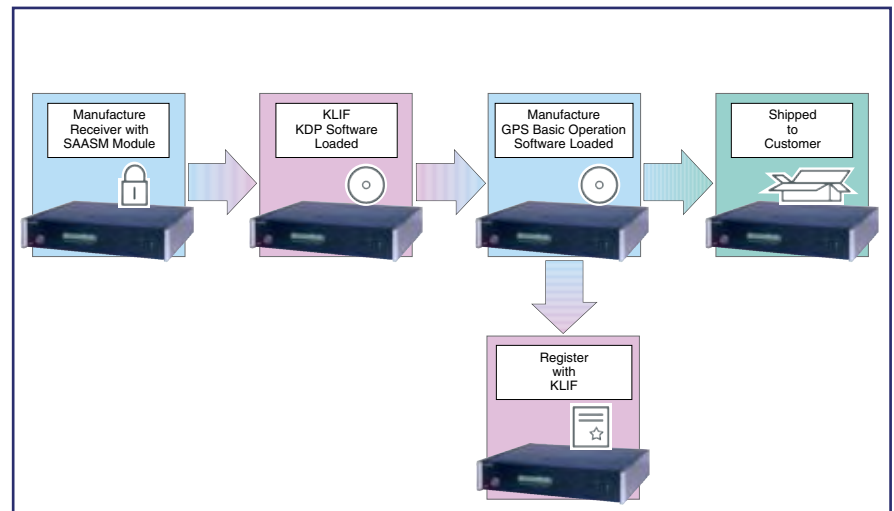 Manufacture
Receiver with
SAASM Module
KLIF
KDP Software
Loaded
Manufacture
GPS Basic Operation
Software Loaded
Shipped
to
Customer
Register
with
KLIF